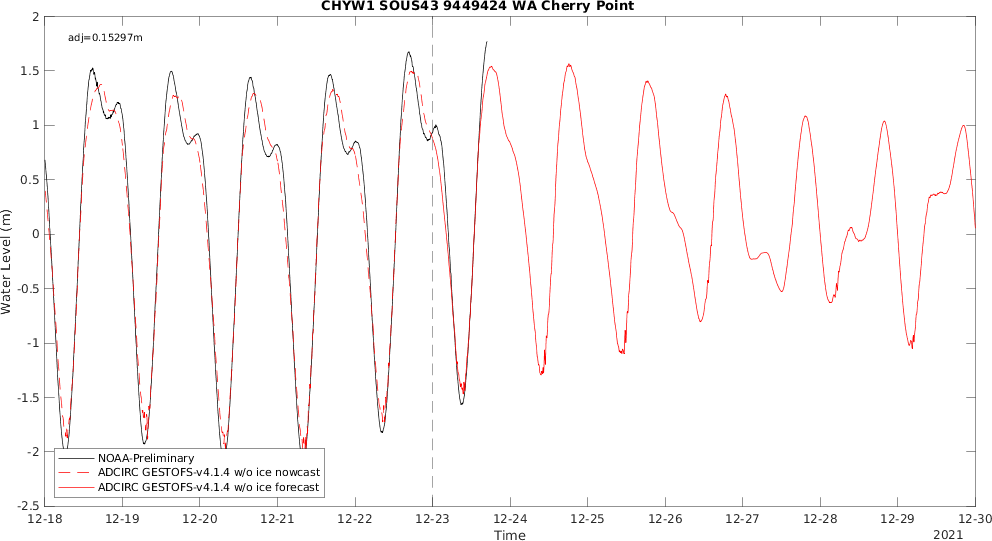 CHYW1 SOUS43 9449424 WA Cherry Point
adj=0.15297m
2
1.5
1
0.5
0
-0.5
-1
-1.5
-2
-2.5
Water Level (m)
NOAA-Preliminary
ADCIRC GESTOFS-v4.1.4 w/o ice nowcast
ADCIRC GESTOFS-v4.1.4 w/o ice forecast
12-18 12-19 12-20 12-21 12-22 12-23 12-24 12-25 12-26 12-27 12-28 12-29 12-30
Time
2021